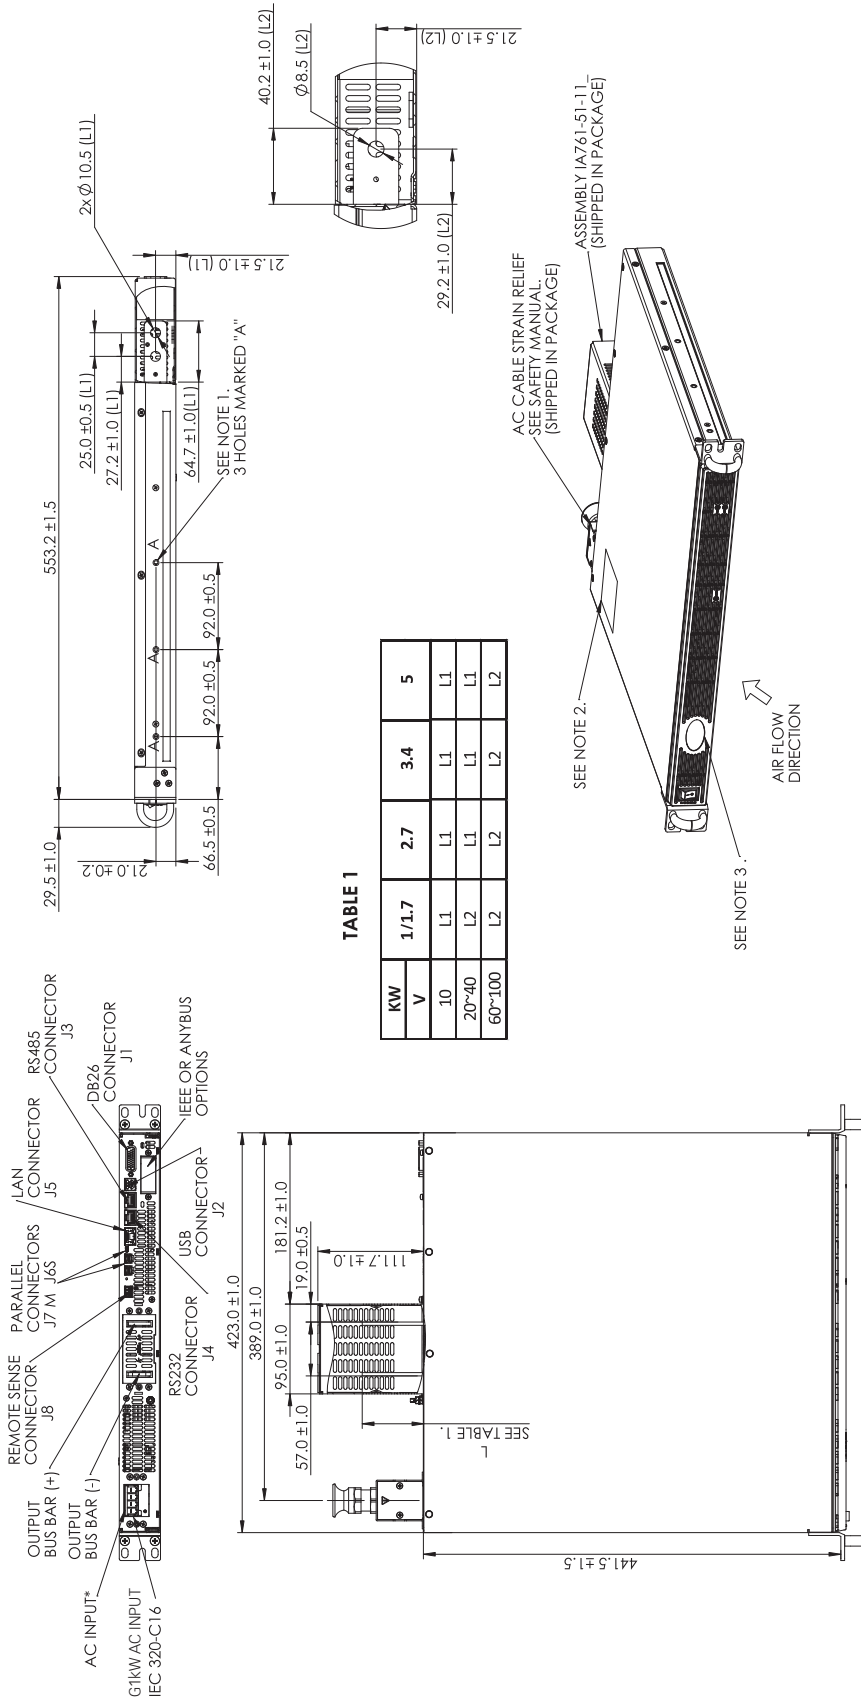 AC INPUT*
G1kW AC INPUT
IEC 320-C16
OUTPUT
BUS BAR (-)
OUTPUT
BUS BAR (+)
REMOTE SENSE
CONNECTOR
J8
PARALLEL
CONNECTORS
J7 M J6S
LAN
CONNECTOR
J5
RS485
CONNECTOR
J3
DB26
CONNECTOR
J1
IEEE OR ANYBUS
OPTIONS
USB
CONNECTOR
J2
RS232
CONNECTOR
J4
423.0 ±1.0
389.0 ±1.0
57.0 ±1.0
95.0 ±1.0
19.0 ±0.5
181.2 ±1.0
111.7 ±1.0
L
SEE TABLE 1.
441.5 ±1.5
29.5 ±1.0
553.2 ±1.5
21.0 ±0.2
66.5 ±0.5
92.0 ±0.5
92.0 ±0.5
A
A
A
SEE NOTE 1.
3 HOLES MARKED "A"
25.0 ±0.5 (L1)
27.2 ±1.0 (L1)
64.7 ±1.0(L1)
2x Ø10.5 (L1)
21.5 ±1.0 (L1)
40.2 ±1.0 (L2)
Ø8.5 (L2)
21.5 ±1.0 (L2)
29.2 ±1.0 (L2)
TABLE 1
KW 1/1.7 2.7 3.4 5
V
10 L1 L1 L1 L1
20~40 L2 L1 L1 L1
60~100 L2 L2 L2 L2
SEE NOTE 2.
SEE NOTE 3 .
AIR FLOW
DIRECTION
AC CABLE STRAIN RELIEF
SEE SAFETY MANUAL.
(SHIPPED IN PACKAGE)
ASSEMBLY IA761-51-11_
(SHIPPED IN PACKAGE)